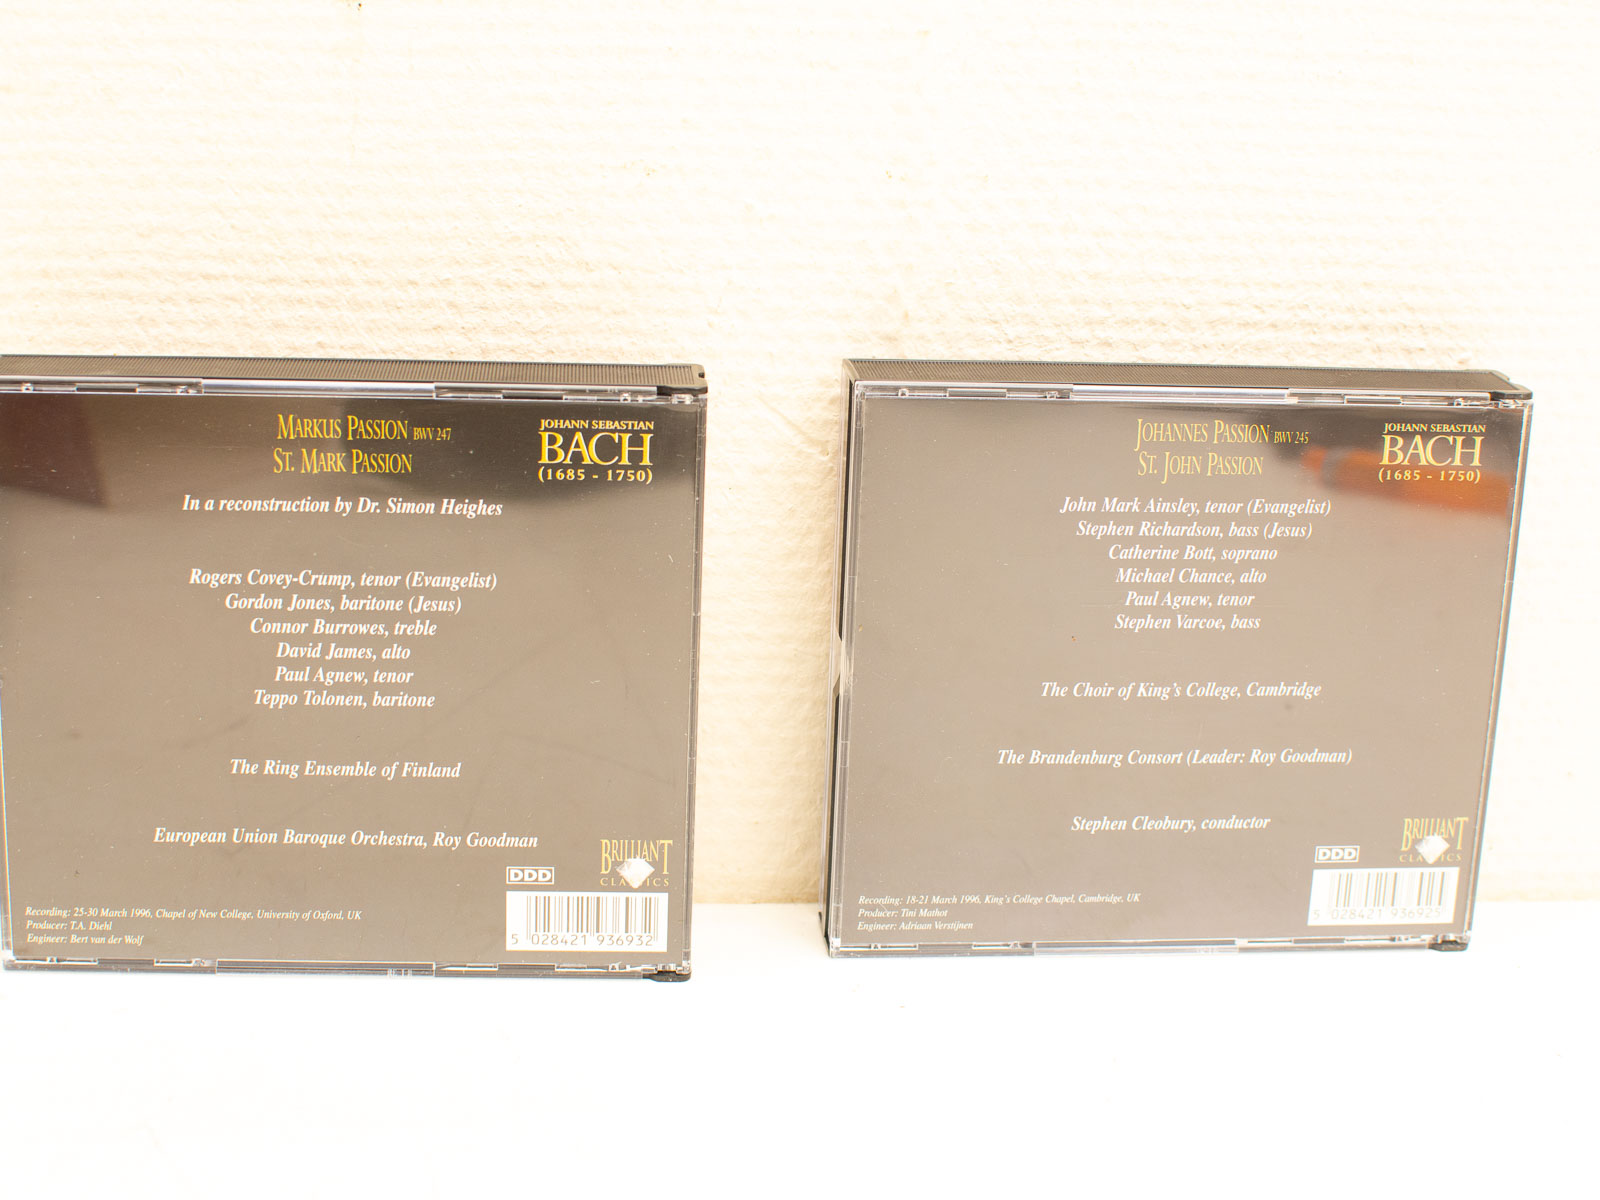 MARKUS PASSION BWV 247
ST. MARK PASSION
JOHANN SEBASTIAN
BACH
(1685 - 1750)
In a reconstruction by Dr. Simon Heighes
Rogers Covey-Crump, tenor (Evangelist)
Gordon Jones, baritone (Jesus)
Connor Burrowes, treble
David James, alto
Paul Agnew, tenor
Teppo Tolonen, baritone
The Ring Ensemble of Finland
European Union Baroque Orchestra, Roy Goodman
BRILLIANT
CLASSICS
DDD
Recording: 25-30 March 1996, Chapel of New College, University of Oxford, UK
Producer: T.A. Diehl
Engineer: Bert van der Wolf
5 028421 936932
JOHANNES PASSION BWV 245
ST. JOHN PASSION
JOHANN SEBASTIAN
BACH
(1685 - 1750)
John Mark Ainsley, tenor (Evangelist)
Stephen Richardson, bass (Jesus)
Catherine Bott, soprano
Michael Chance, alto
Paul Agnew, tenor
Stephen Varcoe, bass
The Choir of King's College, Cambridge
The Brandenburg Consort (Leader: Roy Goodman)
Stephen Cleobury, conductor
BRILLIANT
CLASSICS
DDD
Recording: 18-21 March 1996, King's College Chapel, Cambridge, UK
Producer: Tini Mathot
Engineer: Adriaan Verstijnen
5 028421 936925